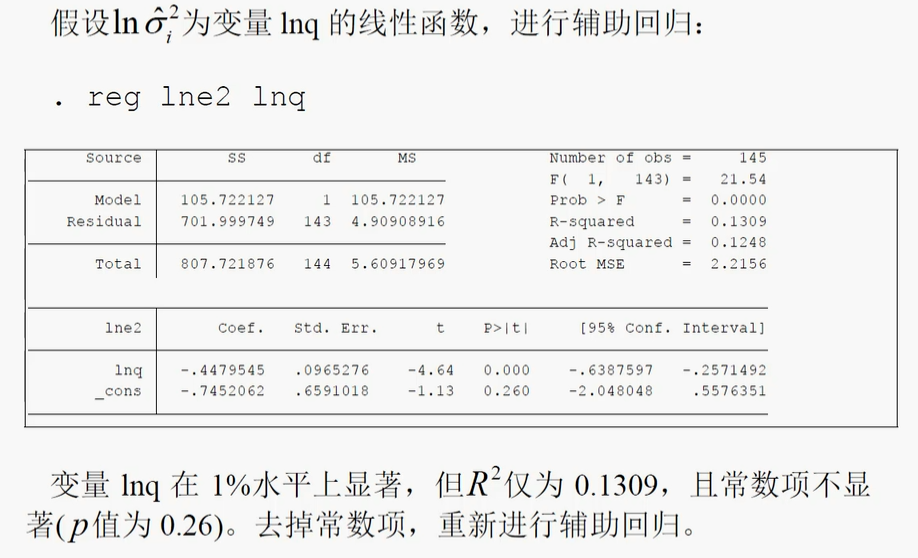 假设ln σ̂ᵢ²为变量 lnq 的线性函数，进行辅助回归：
. reg lne2 lnq
Source SS df MS Number of obs = 145
F( 1, 143) = 21.54
Model 105.722127 1 105.722127 Prob > F = 0.0000
Residual 701.999749 143 4.90908916 R-squared = 0.1309
Adj R-squared = 0.1248
Total 807.721876 144 5.60917969 Root MSE = 2.2156
lne2 Coef. Std. Err. t P>|t| [95% Conf. Interval]
lnq -.4479545 .0965276 -4.64 0.000 -.6387597 -.2571492
_cons -.7452062 .6591018 -1.13 0.260 -2.048048 .5576351
变量 lnq 在 1%水平上显著，但R²仅为 0.1309，且常数项不显
著(p值为 0.26)。去掉常数项，重新进行辅助回归。